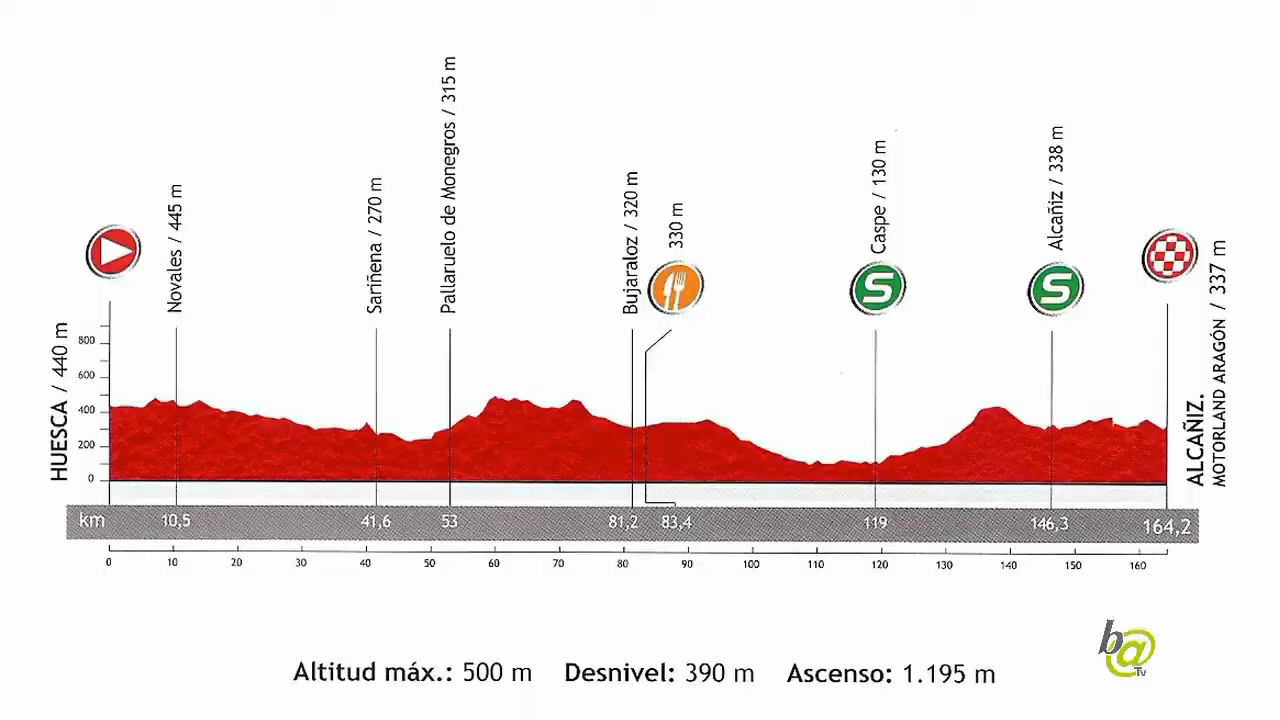 HUESCA / 440 m
Novales / 445 m
Sariñena / 270 m
Pallaruelo de Monegros / 315 m
Bujaraloz / 320 m
330 m
Caspe / 130 m
S
Alcañiz / 338 m
S
ALCAÑIZ.
MOTORLAND ARAGÓN / 337 m
800
600
400
200
0
km 10,5 41,6 53 81,2 83,4 119 146,3 164,2
0 10 20 30 40 50 60 70 80 90 100 110 120 130 140 150 160
Altitud máx.: 500 m Desnivel: 390 m Ascenso: 1.195 m
b@
Tv